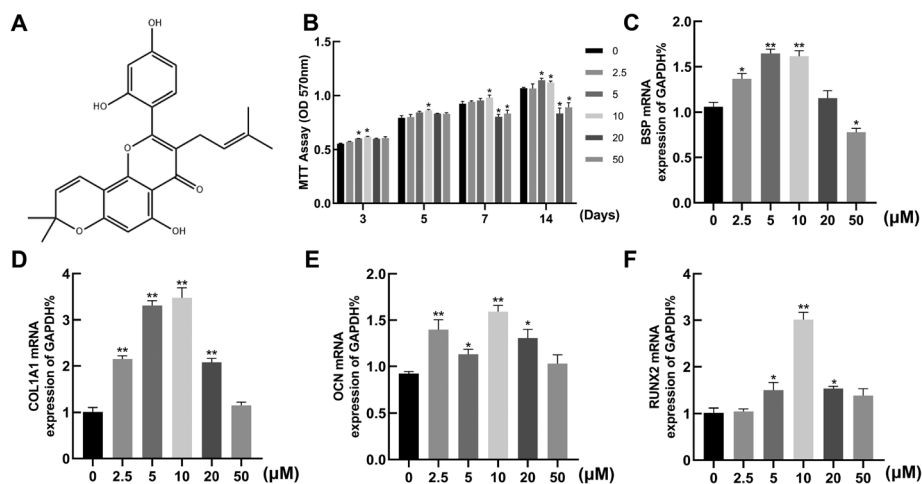 A
OH
HO
O
O
O
OH
B
MTT Assay (OD 570nm)
1.5
1.0
0.5
0.0
* *
*
*
* *
* *
* *
3 5 7 14 (Days)
0
2.5
5
10
20
50
C
BSP mRNA
expression of GAPDH%
2.0
1.5
1.0
0.5
0.0
* ** ** *
0 2.5 5 10 20 50 (μM)
D
COL1A1 mRNA
expression of GAPDH%
4
3
2
1
0
** ** ** **
0 2.5 5 10 20 50 (μM)
E
OCN mRNA
expression of GAPDH%
2.0
1.5
1.0
0.5
0.0
** * ** *
0 2.5 5 10 20 50 (μM)
F
RUNX2 mRNA
expression of GAPDH%
4
3
2
1
0
* ** *
0 2.5 5 10 20 50 (μM)